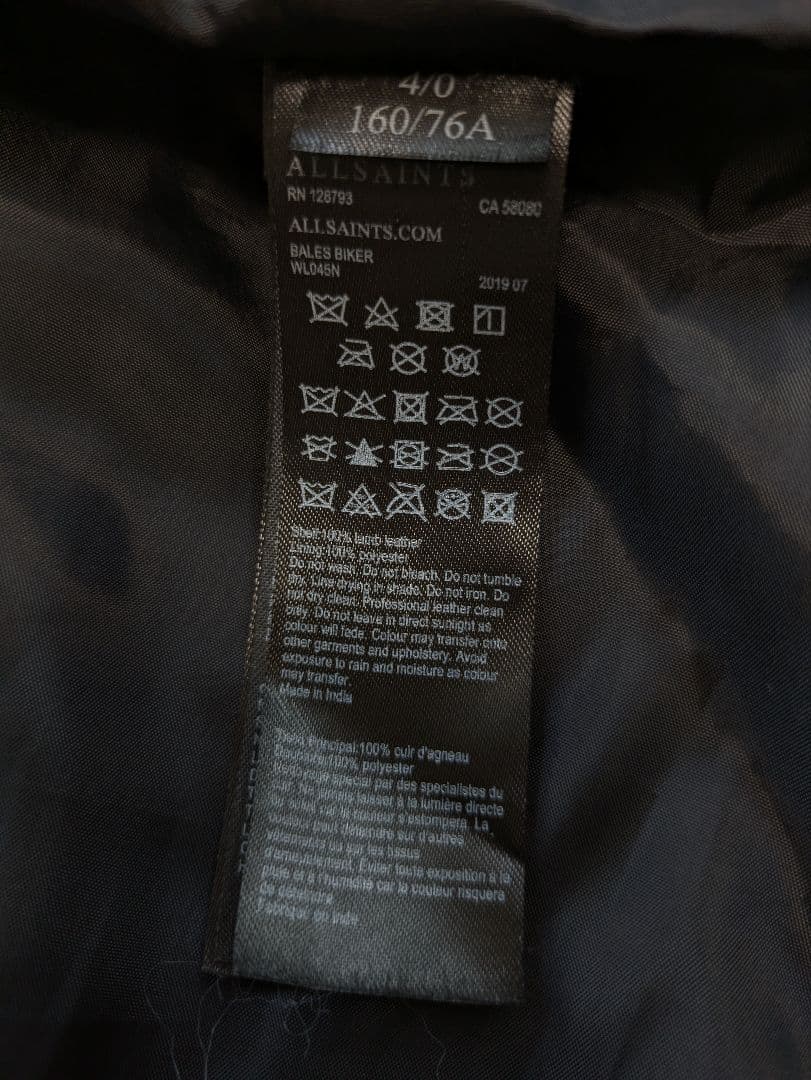 4/0
160/76A
ALLSAINTS
RN 128793
CA 58080
ALLSAINTS.COM
BALES BIKER
WL045N
2019 07
W
Shell:100% lamb leather
Lining:100% polyester
Do not wash. Do not bleach. Do not tumble
dry. Line drying in shade. Do not iron. Do
not dry clean. Professional leather clean
only. Do not leave in direct sunlight as
colour will fade. Colour may transfer onto
other garments and upholstery. Avoid
exposure to rain and moisture as colour
may transfer.
Made in India
Tissu Principal:100% cuir d'agneau
Doublure:100% polyester
special par des specialistes du
laisser à la lumière directe
du soleil car la couleur s'estompera. La
couleur peut déteindre sur d'autres
vêtements ou sur les tissus
d'ameublement. Eviter toute exposition à la
pluie et à l'humidité car la couleur risquera
de déteindre
Fabriqué en Inde